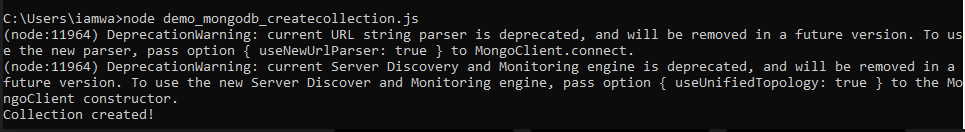 C:\Users\iamwa>node demo_mongodb_createcollection.js
(node:11964) DeprecationWarning: current URL string parser is deprecated, and will be removed in a future version. To us
e the new parser, pass option { useNewUrlParser: true } to MongoClient.connect.
(node:11964) DeprecationWarning: current Server Discovery and Monitoring engine is deprecated, and will be removed in a
future version. To use the new Server Discover and Monitoring engine, pass option { useUnifiedTopology: true } to the Mo
ngoClient constructor.
Collection created!